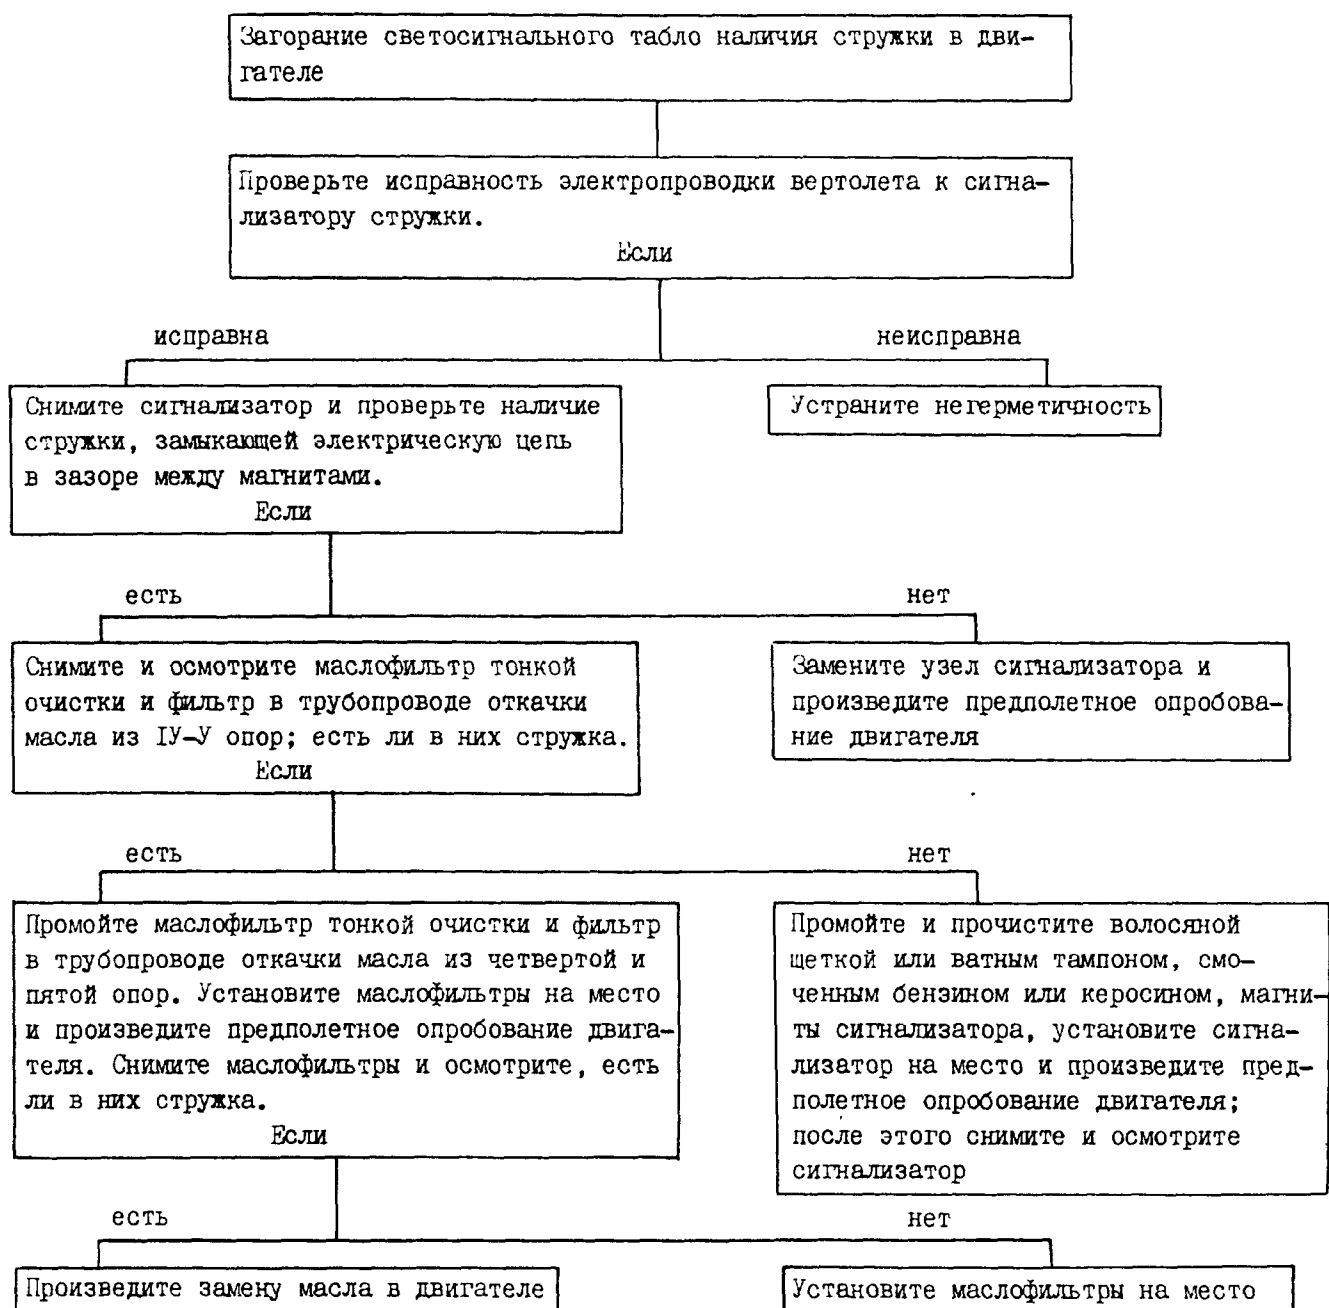 Загорание светосигнального табло наличия стружки в дви-
гателе
Проверьте исправность электропроводки вертолета к сигна-
лизатору стружки.
Если
исправна
неисправна
Снимите сигнализатор и проверьте наличие
стружки, замыкающей электрическую цепь
в зазоре между магнитами.
Если
Устраните негерметичность
есть
нет
Снимите и осмотрите маслофильтр тонкой
очистки и фильтр в трубопроводе откачки
масла из IУ-У опор; есть ли в них стружка.
Если
Замените узел сигнализатора и
произведите предполетное опробова-
ние двигателя
есть
нет
Промойте маслофильтр тонкой очистки и фильтр
в трубопроводе откачки масла из четвертой и
пятой опор. Установите маслофильтры на место
и произведите предполетное опробование двига-
теля. Снимите маслофильтры и осмотрите, есть
ли в них стружка.
Если
Промойте и прочистите волосяной
щеткой или ватным тампоном, смо-
ченным бензином или керосином, магни-
ты сигнализатора, установите сигна-
лизатор на место и произведите пред-
полетное опробование двигателя;
после этого снимите и осмотрите
сигнализатор
есть
нет
Произведите замену масла в двигателе
Установите маслофильтры на место